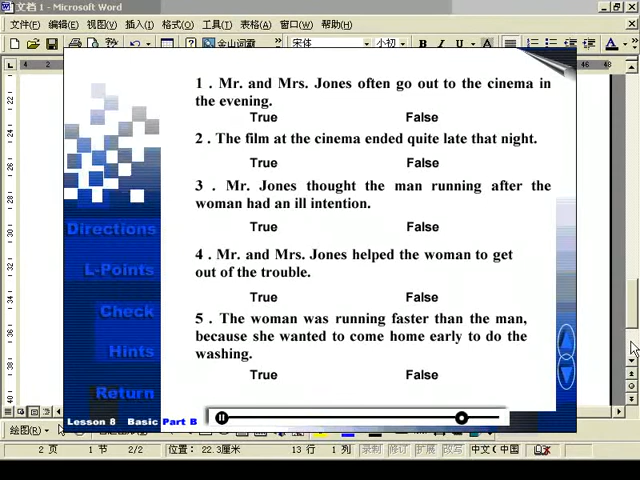 文档 1 - Microsoft Word
文件(F) 编辑(E) 视图(V) 插入(I) 格式(O) 工具(T) 表格(A) 窗口(W) 帮助(H)
金山词霸 宋体 小初 B I U A
4 2 46 48
1 . Mr. and Mrs. Jones often go out to the cinema in
the evening.
True False
2 . The film at the cinema ended quite late that night.
True False
3 . Mr. Jones thought the man running after the
woman had an ill intention.
True False
4 . Mr. and Mrs. Jones helped the woman to get
out of the trouble.
True False
5 . The woman was running faster than the man,
because she wanted to come home early to do the
washing.
True False
Directions
L-Points
Check
Hints
Return
Lesson 8 Basic Part B
绘图(R)
2 页 1 节 2/2 位置: 22.3厘米 13 行 1 列 录制 修订 扩展 改写 中文(中国